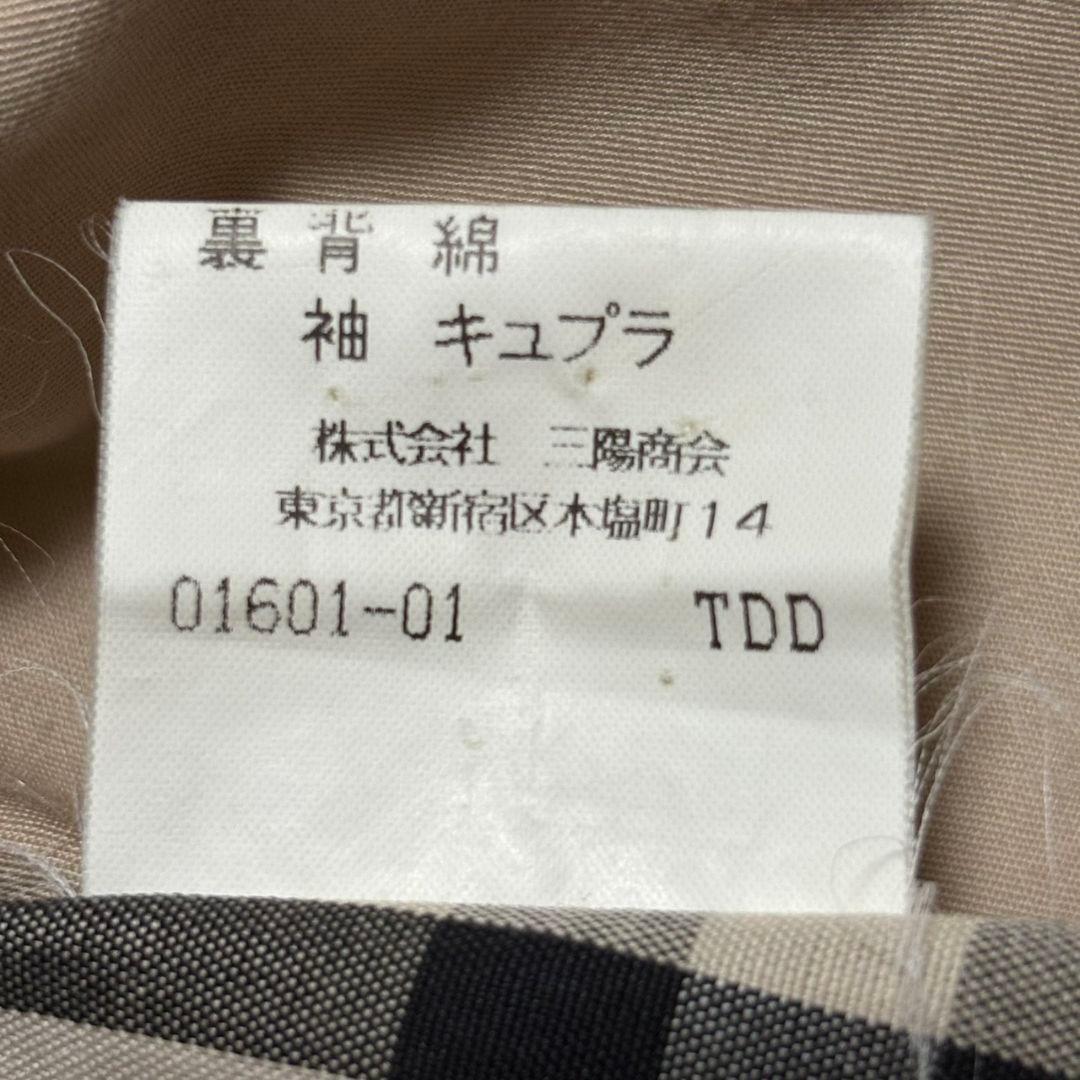 裏 背 綿
袖 キュプラ
株式会社 三陽商会
東京都新宿区本塩町14
01601-01 TDD